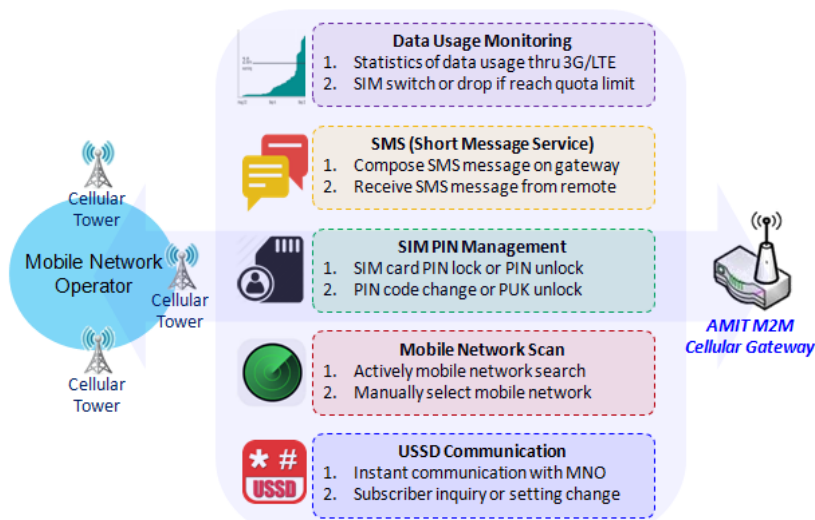 Data Usage Monitoring
1. Statistics of data usage thru 3G/LTE
2. SIM switch or drop if reach quota limit
SMS (Short Message Service)
1. Compose SMS message on gateway
2. Receive SMS message from remote
Cellular
Tower
SIM PIN Management
1. SIM card PIN lock or PIN unlock
2. PIN code change or PUK unlock
Mobile Network
Operator
Cellular
Tower
AMIT M2M
Cellular Gateway
Mobile Network Scan
1. Actively mobile network search
2. Manually select mobile network
Cellular
Tower
USSD Communication
1. Instant communication with MNO
2. Subscriber inquiry or setting change
* #
USSD